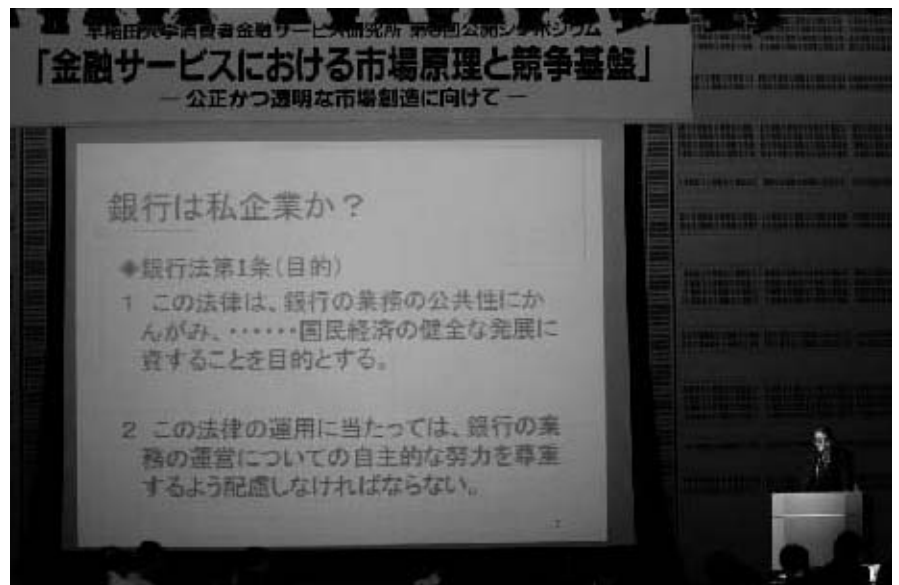 早稲田大学消費者金融サービス研究所 第8回公開シンポジウム
「金融サービスにおける市場原理と競争基盤」
― 公正かつ透明な市場創造に向けて ―
銀行は私企業か？
◆銀行法第1条（目的）
1 この法律は、銀行の業務の公共性にか
んがみ、……国民経済の健全な発展に
資することを目的とする。
2 この法律の運用に当たっては、銀行の業
務の運営についての自主的な努力を尊重
するよう配慮しなければならない。